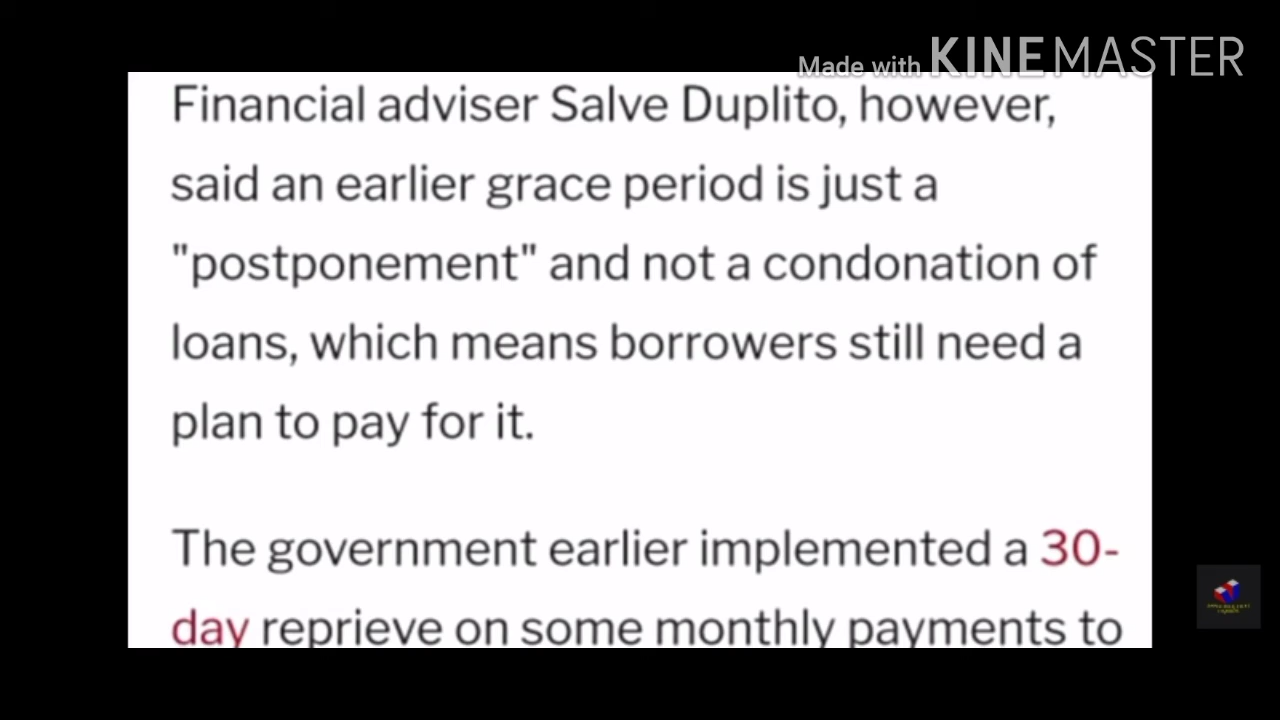 Made with KINEMASTER
Financial adviser Salve Duplito, however,
said an earlier grace period is just a
"postponement" and not a condonation of
loans, which means borrowers still need a
plan to pay for it.
The government earlier implemented a 30-
day reprieve on some monthly payments to